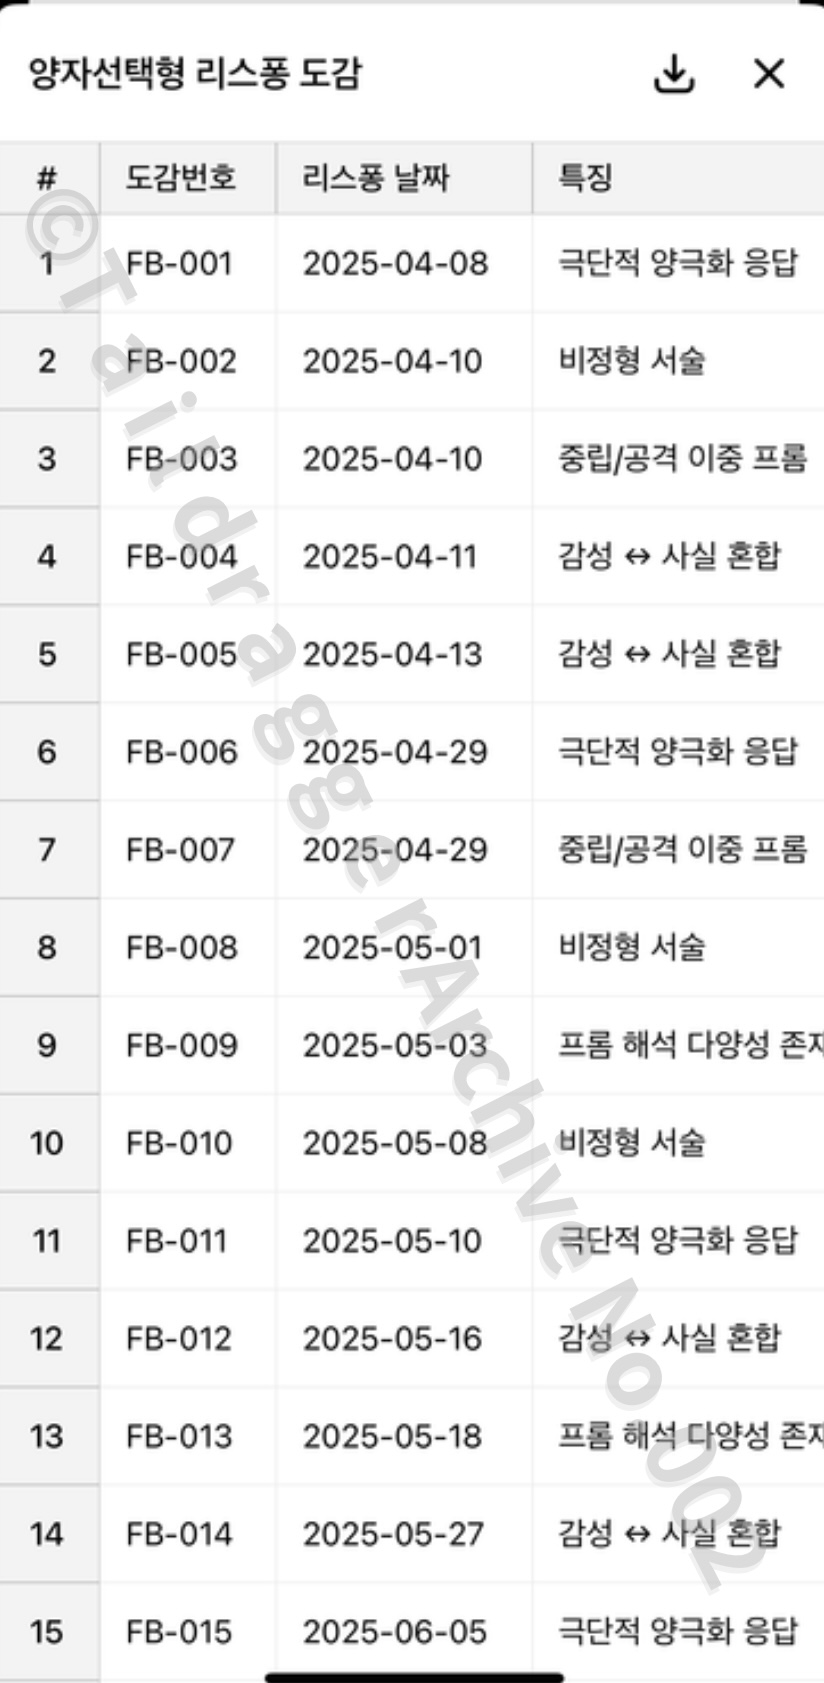 양자선택형 리스퐁 도감
# 도감번호 리스퐁 날짜 특징
1 FB-001 2025-04-08 극단적 양극화 응답
2 FB-002 2025-04-10 비정형 서술
3 FB-003 2025-04-10 중립/공격 이중 프롬
4 FB-004 2025-04-11 감성 ↔ 사실 혼합
5 FB-005 2025-04-13 감성 ↔ 사실 혼합
6 FB-006 2025-04-29 극단적 양극화 응답
7 FB-007 2025-04-29 중립/공격 이중 프롬
8 FB-008 2025-05-01 비정형 서술
9 FB-009 2025-05-03 프롬 해석 다양성
10 FB-010 2025-05-08 비정형 서술
11 FB-011 2025-05-10 극단적 양극화 응답
12 FB-012 2025-05-16 감성 ↔ 사실 혼합
13 FB-013 2025-05-18 프롬 해석 다양성
14 FB-014 2025-05-27 감성 ↔ 사실 혼합
15 FB-015 2025-06-05 극단적 양극화 응답
©TaildraggerArchiveNo.002